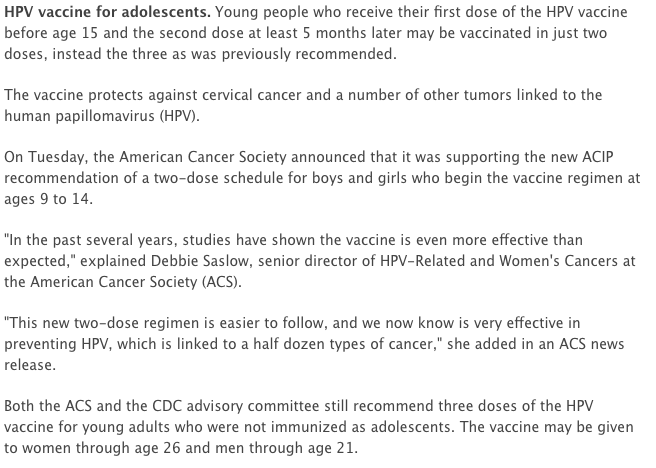 HPV vaccine for adolescents. Young people who receive their first dose of the HPV vaccine
before age 15 and the second dose at least 5 months later may be vaccinated in just two
doses, instead the three as was previously recommended.
The vaccine protects against cervical cancer and a number of other tumors linked to the
human papillomavirus (HPV).
On Tuesday, the American Cancer Society announced that it was supporting the new ACIP
recommendation of a two-dose schedule for boys and girls who begin the vaccine regimen at
ages 9 to 14.
"In the past several years, studies have shown the vaccine is even more effective than
expected," explained Debbie Saslow, senior director of HPV-Related and Women's Cancers at
the American Cancer Society (ACS).
"This new two-dose regimen is easier to follow, and we now know is very effective in
preventing HPV, which is linked to a half dozen types of cancer," she added in an ACS news
release.
Both the ACS and the CDC advisory committee still recommend three doses of the HPV
vaccine for young adults who were not immunized as adolescents. The vaccine may be given
to women through age 26 and men through age 21.